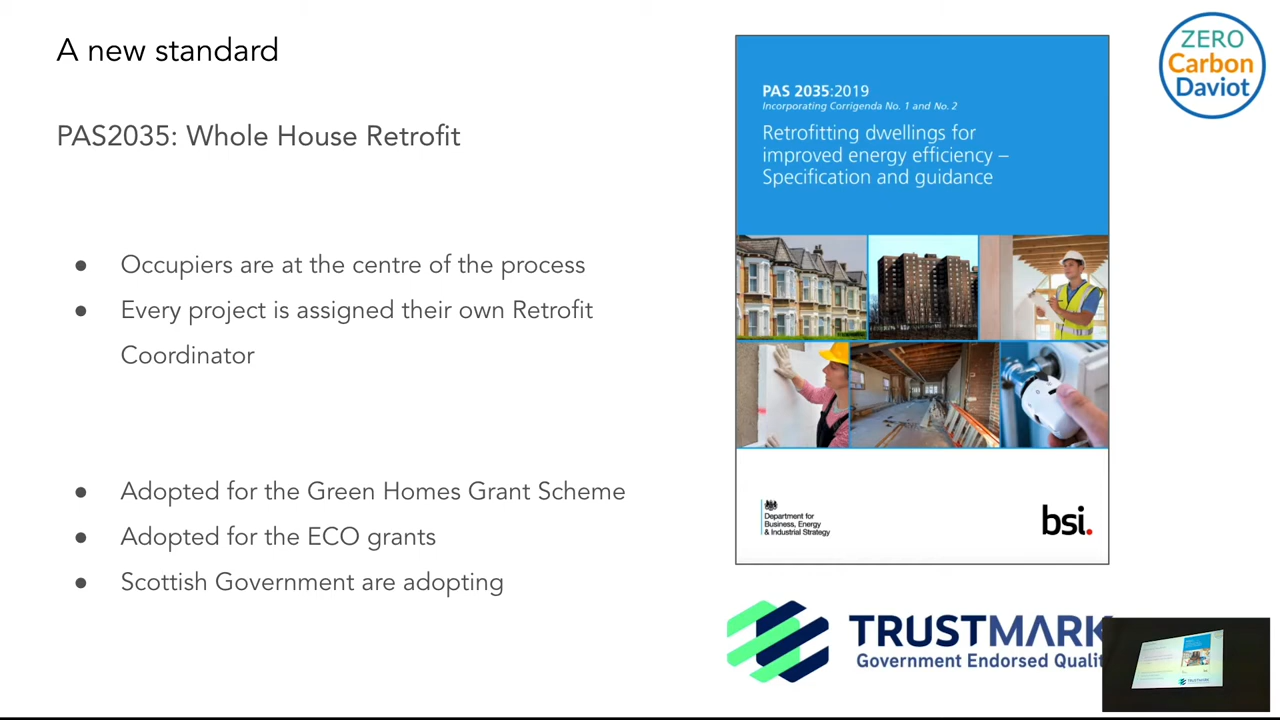 A new standard
PAS2035: Whole House Retrofit
● Occupiers are at the centre of the process
● Every project is assigned their own Retrofit
Coordinator
● Adopted for the Green Homes Grant Scheme
● Adopted for the ECO grants
● Scottish Government are adopting
PAS 2035:2019
Incorporating Corrigenda No. 1 and No. 2
Retrofitting dwellings for
improved energy efficiency –
Specification and guidance
Department for
Business, Energy
& Industrial Strategy
bsi.
TRUSTMARK
Government Endorsed Qualit
ZERO
Carbon
Daviot
TRUSTMARK